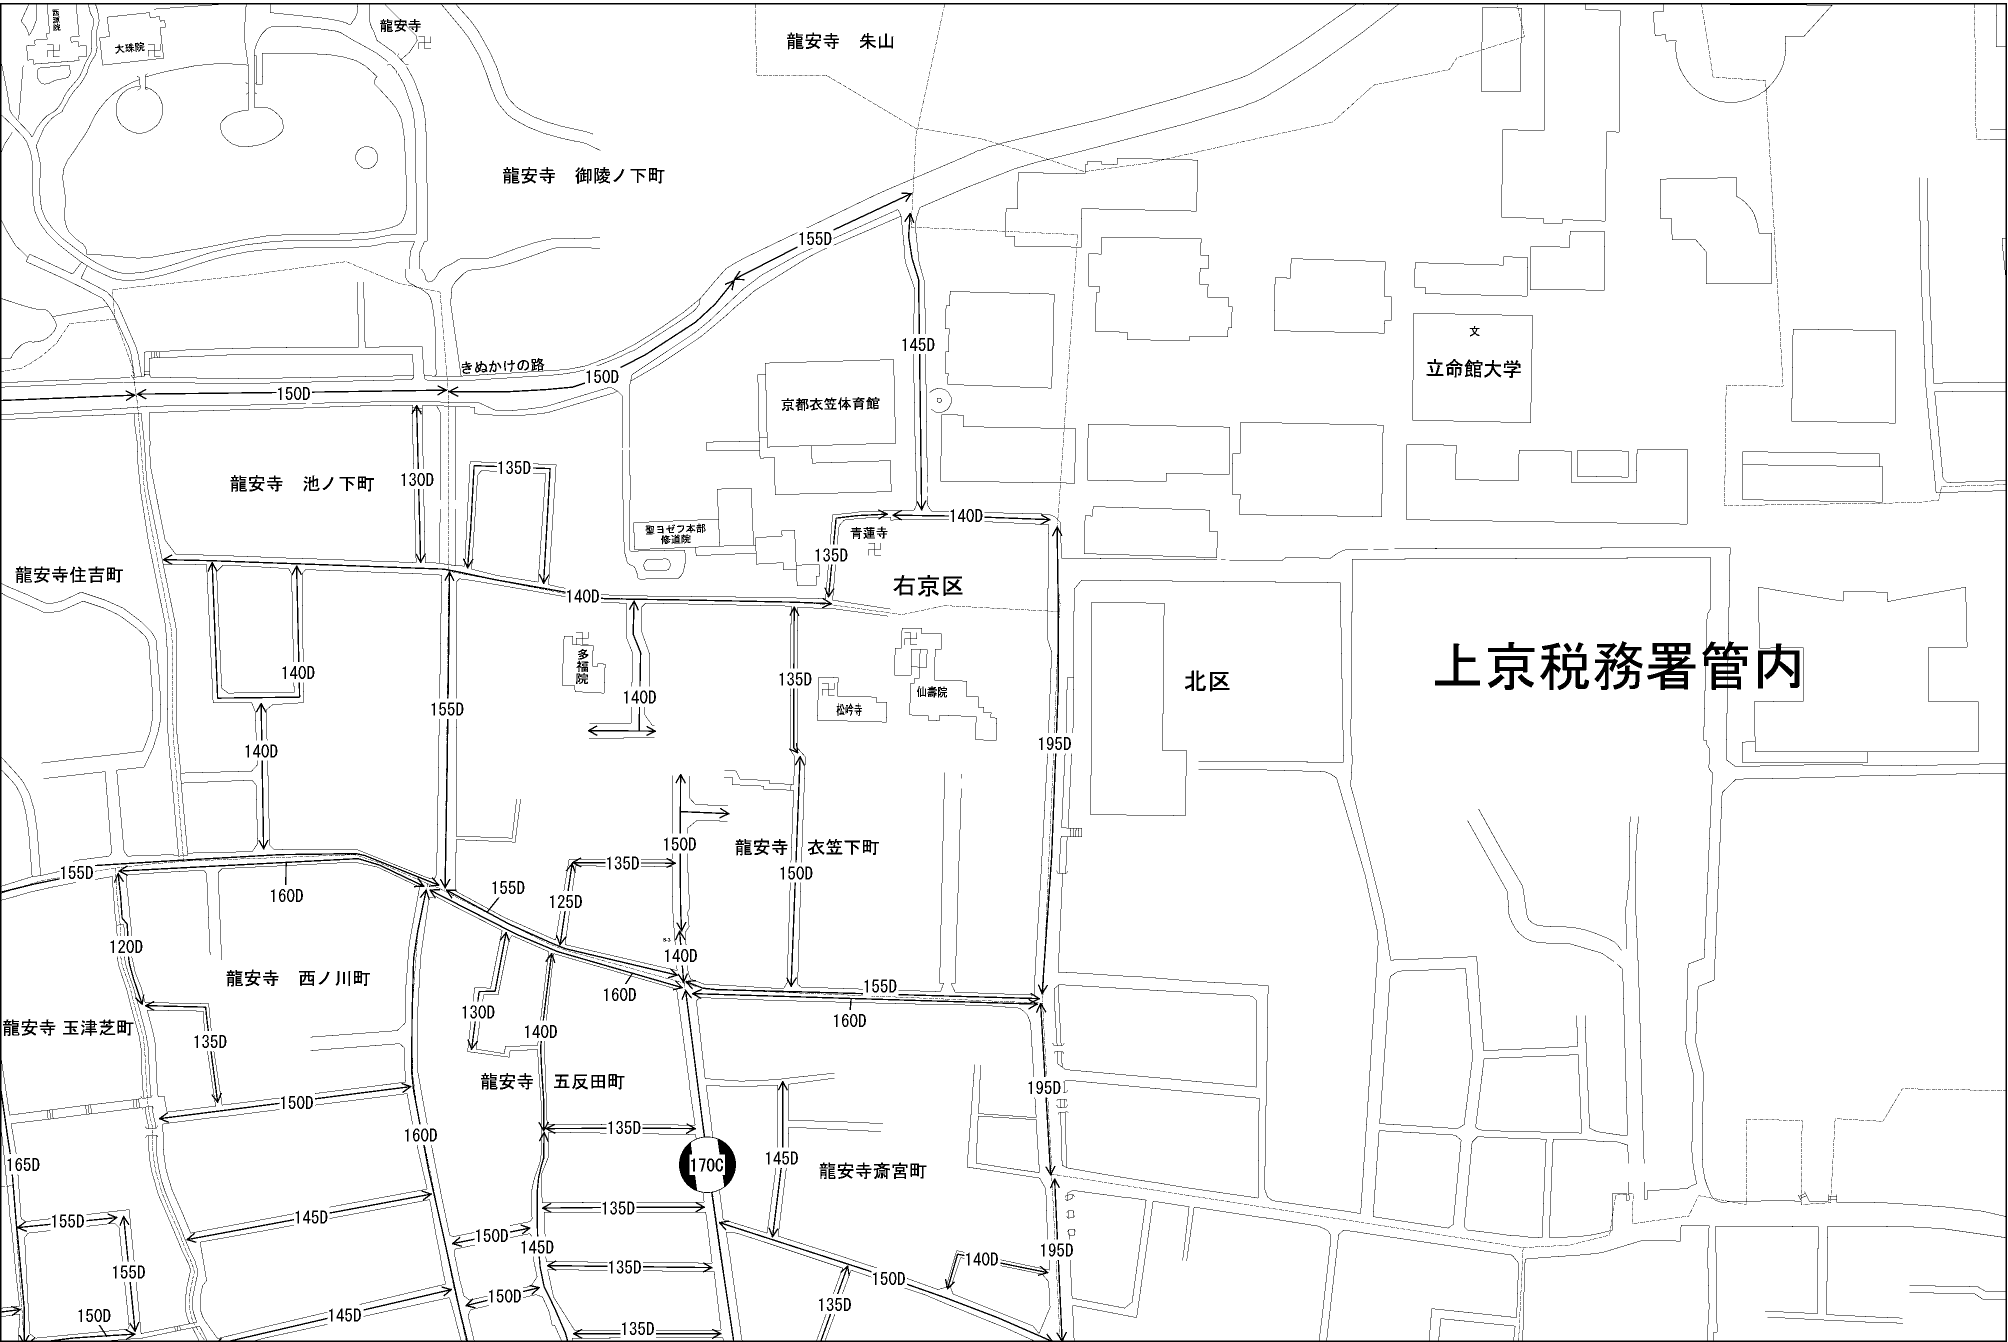 西源院
大珠院
龍安寺
龍安寺　朱山
龍安寺　御陵ノ下町
155D
145D
文
立命館大学
きぬかけの路
150D
150D
京都衣笠体育館
龍安寺　池ノ下町
130D
135D
140D
聖ヨゼフ本部
修道院
青蓮寺
135D
龍安寺住吉町
右京区
140D
上京税務署管内
多福院
140D
140D
135D
松吟寺
仙壽院
北区
155D
140D
195D
150D
135D
龍安寺　衣笠下町
155D
160D
155D
125D
150D
120D
140D
龍安寺　西ノ川町
160D
155D
130D
160D
龍安寺 玉津芝町
135D
140D
龍安寺　五反田町
195D
150D
160D
135D
165D
170C
145D
龍安寺斎宮町
155D
145D
135D
150D
145D
195D
155D
135D
140D
150D
150D
135D
150D
145D
135D